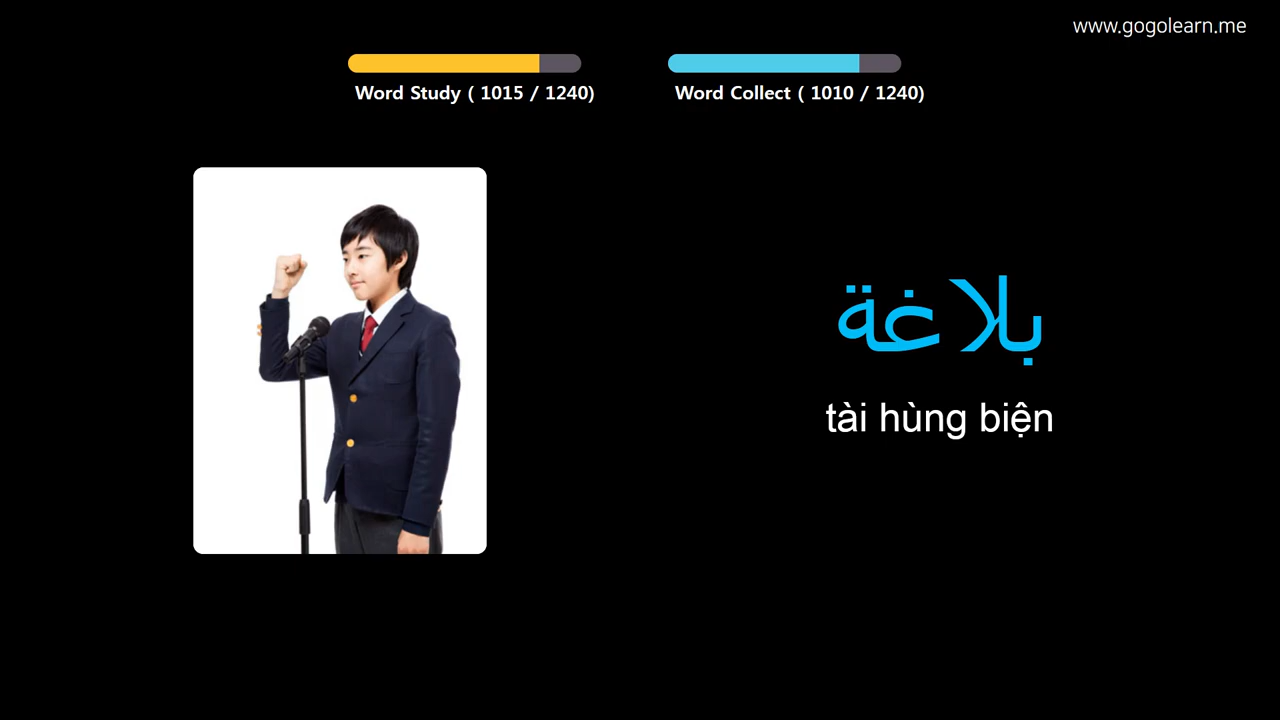 www.gogolearn.me
Word Study ( 1015 / 1240)
Word Collect ( 1010 / 1240)
بلاغة
tài hùng biện